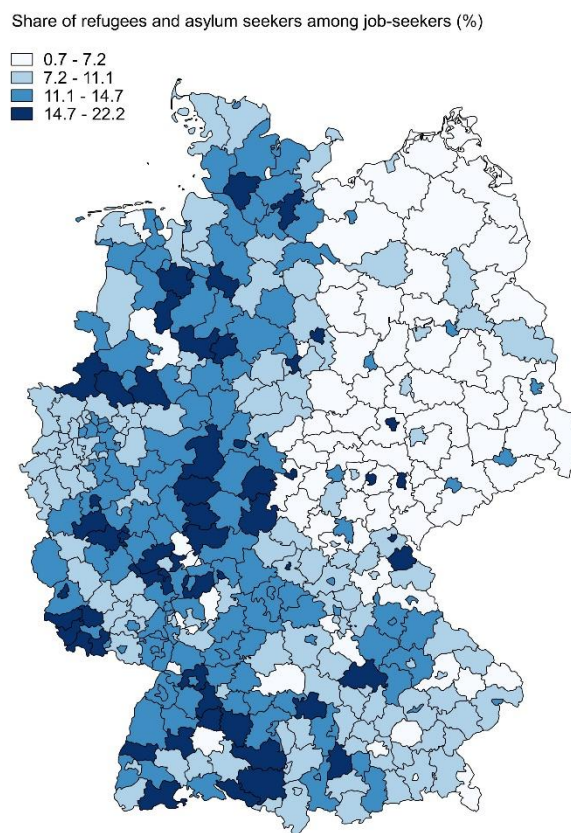 Share of refugees and asylum seekers among job-seekers (%)
0.7 - 7.2
7.2 - 11.1
11.1 - 14.7
14.7 - 22.2